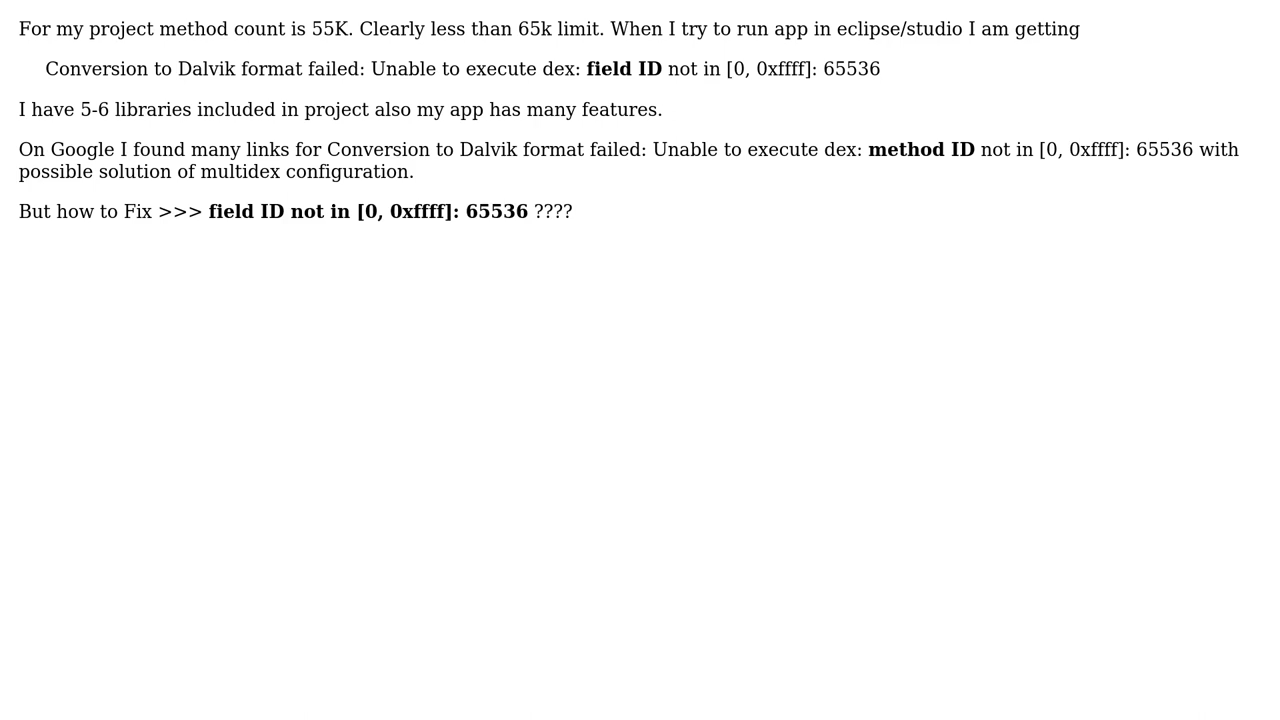 For my project method count is 55K. Clearly less than 65k limit. When I try to run app in eclipse/studio I am getting
Conversion to Dalvik format failed: Unable to execute dex: field ID not in [0, 0xffff]: 65536
I have 5-6 libraries included in project also my app has many features.
On Google I found many links for Conversion to Dalvik format failed: Unable to execute dex: method ID not in [0, 0xffff]: 65536 with
possible solution of multidex configuration.
But how to Fix >>> field ID not in [0, 0xffff]: 65536 ????